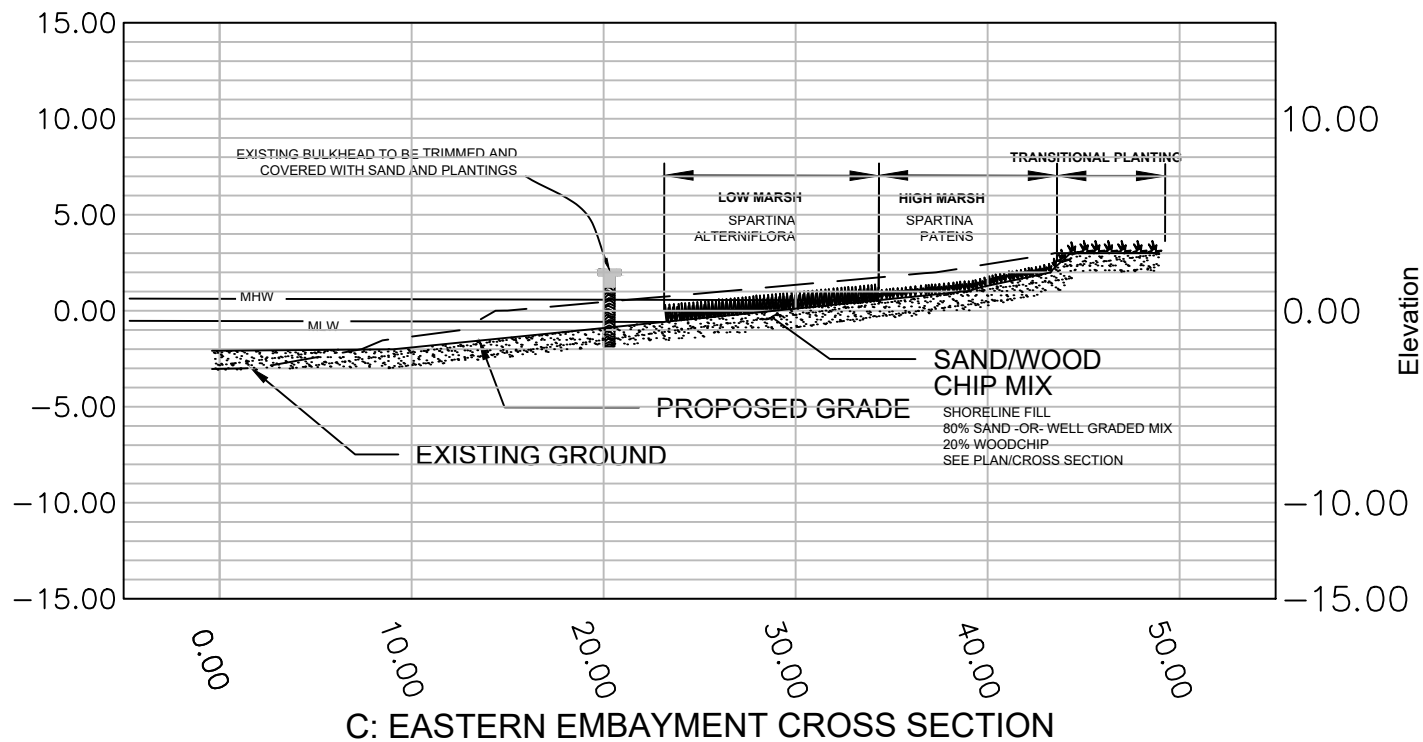 15.00
10.00
5.00
0.00
-5.00
-10.00
-15.00
EXISTING BULKHEAD TO BE TRIMMED AND
COVERED WITH SAND AND PLANTINGS
TRANSITIONAL PLANTING
LOW MARSH
SPARTINA
ALTERNIFLORA
HIGH MARSH
SPARTINA
PATENS
MHW
MLW
SAND/WOOD
CHIP MIX
SHORELINE FILL
80% SAND -OR- WELL GRADED MIX
20% WOODCHIP
SEE PLAN/CROSS SECTION
PROPOSED GRADE
EXISTING GROUND
10.00
0.00
-10.00
-15.00
Elevation
0.00
10.00
20.00
30.00
40.00
50.00
C: EASTERN EMBAYMENT CROSS SECTION